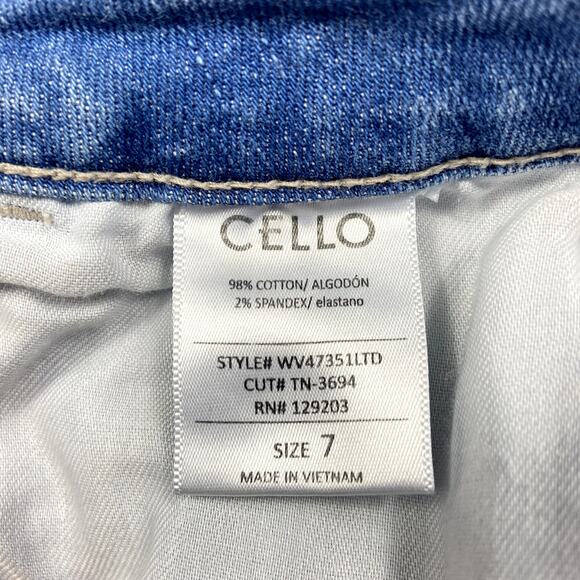 CELLO
98% COTTON/ ALGODÓN
2% SPANDEX/ elastano
STYLE# WV47351LTD
CUT# TN-3694
RN# 129203
SIZE 7
MADE IN VIETNAM